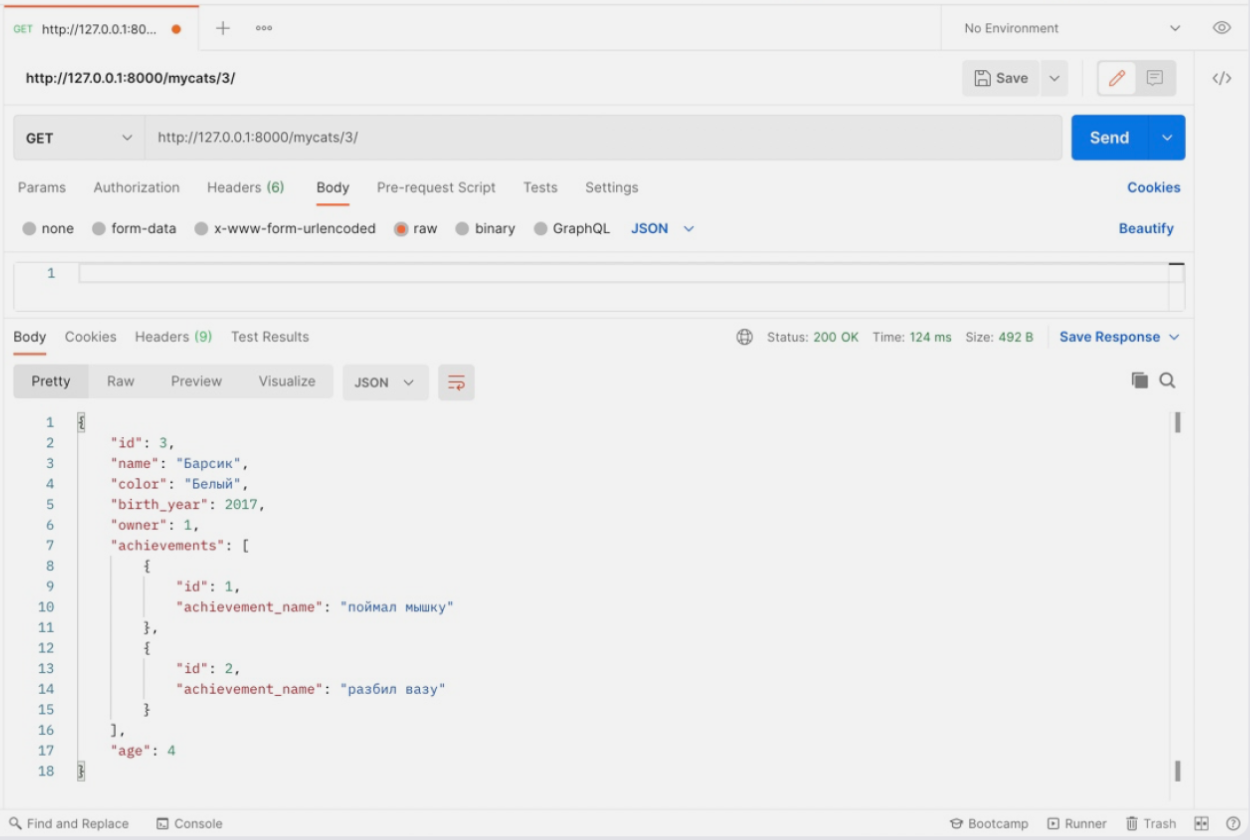 GET http://127.0.0.1:80... No Environment
http://127.0.0.1:8000/mycats/3/ Save
GET http://127.0.0.1:8000/mycats/3/ Send
Params Authorization Headers (6) Body Pre-request Script Tests Settings Cookies
none form-data x-www-form-urlencoded raw binary GraphQL JSON Beautify
1
Body Cookies Headers (9) Test Results Status: 200 OK Time: 124 ms Size: 492 B Save Response
Pretty Raw Preview Visualize JSON
1 {
2 "id": 3,
3 "name": "Барсик",
4 "color": "Белый",
5 "birth_year": 2017,
6 "owner": 1,
7 "achievements": [
8 {
9 "id": 1,
10 "achievement_name": "поймал мышку"
11 },
12 {
13 "id": 2,
14 "achievement_name": "разбил вазу"
15 }
16 ],
17 "age": 4
18 }
Find and Replace Console Bootcamp Runner Trash